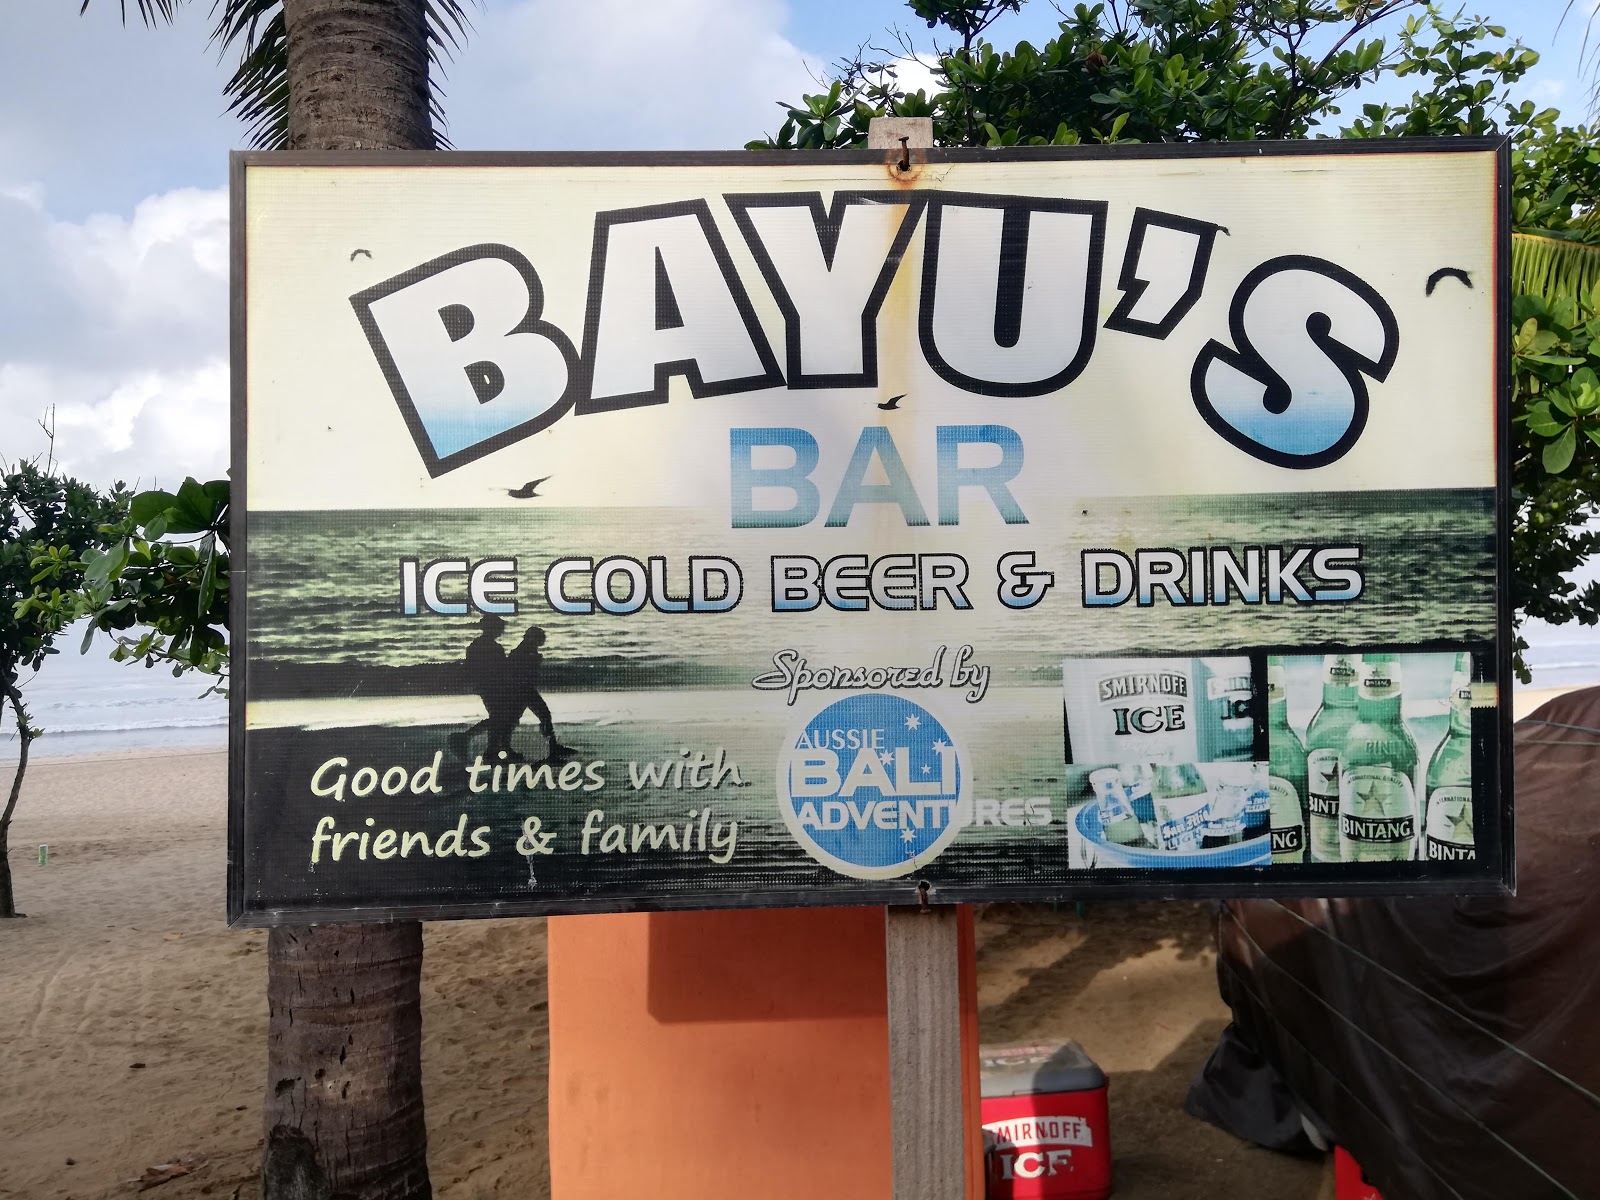 BAYU'S
BAR
ICE COLD BEER & DRINKS
Sponsored by
Good times with
friends & family
AUSSIE
BALI
ADVENTURES
SMIRNOFF
ICE
BINTANG
BINTANG
SMIRNOFF
ICE